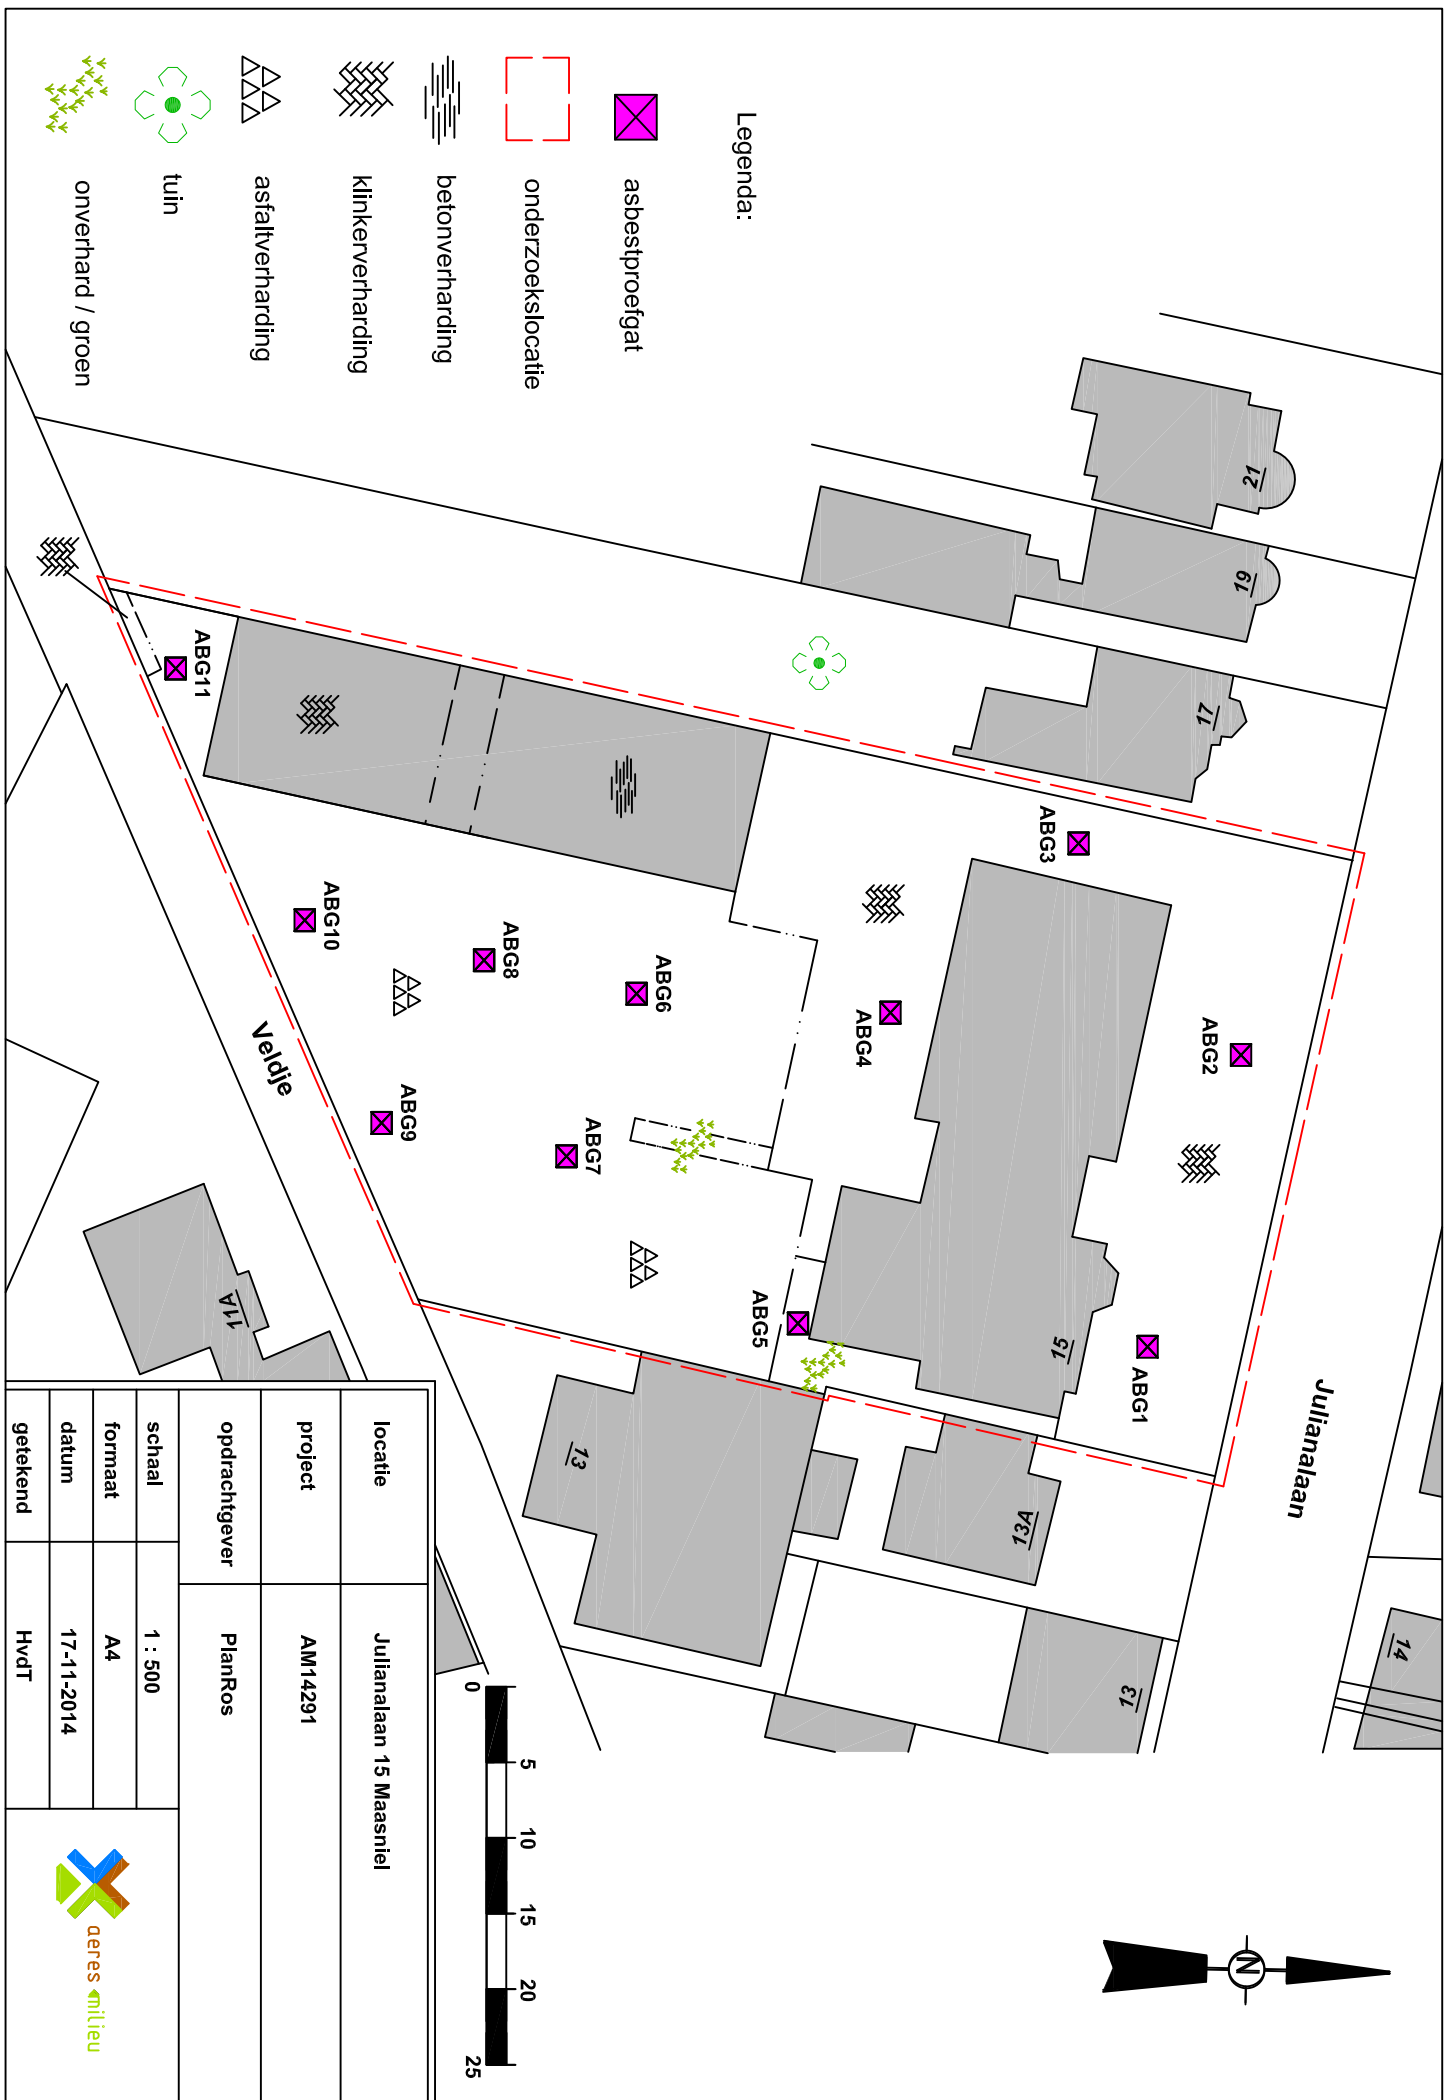 Legenda:
asbestproefgat
onderzoekslocatie
betonverharding
klinkerverharding
asfaltverharding
tuin
onverhard / groen
21
19
17
15
13A
13
14
13
11A
Julianalaan
Veldje
ABG1
ABG2
ABG3
ABG4
ABG5
ABG6
ABG7
ABG8
ABG9
ABG10
ABG11
N
0 5 10 15 20 25
locatie Julianalaan 15 Maasniel
project AM14291
opdrachtgever PlanRos
schaal 1 : 500
formaat A4
datum 17-11-2014
getekend HvdT
aeres milieu